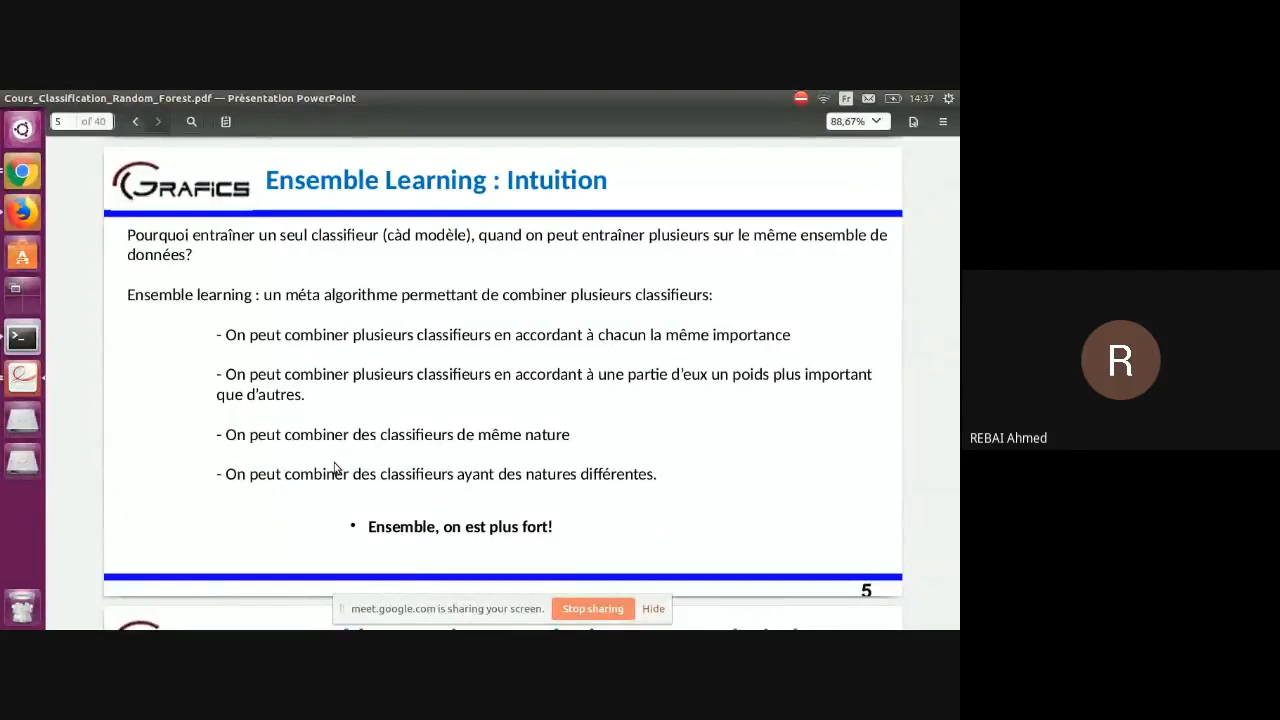 Cours_Classification_Random_Forest.pdf — Présentation PowerPoint
Fr
14:37
5
of 40
88,67%
GRAFICS
Ensemble Learning : Intuition
Pourquoi entraîner un seul classifieur (càd modèle), quand on peut entraîner plusieurs sur le même ensemble de
données?
Ensemble learning : un méta algorithme permettant de combiner plusieurs classifieurs:
- On peut combiner plusieurs classifieurs en accordant à chacun la même importance
- On peut combiner plusieurs classifieurs en accordant à une partie d’eux un poids plus important
que d’autres.
- On peut combiner des classifieurs de même nature
- On peut combiner des classifieurs ayant des natures différentes.
• Ensemble, on est plus fort!
5
meet.google.com is sharing your screen.
Stop sharing
Hide
R
REBAI Ahmed